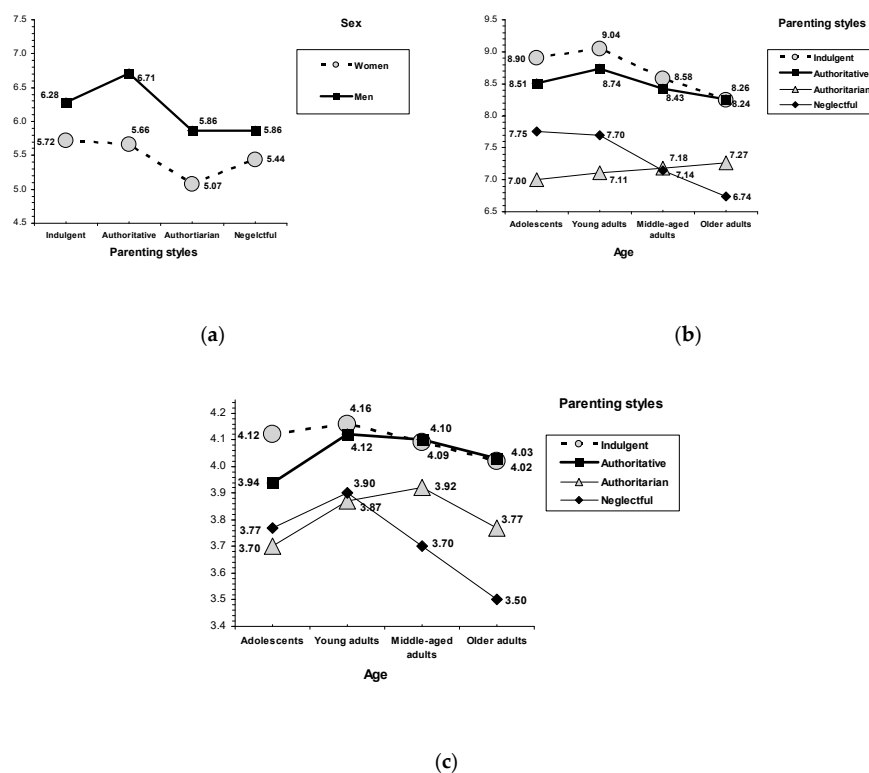 Sex
Women
Men
7.5
7.0
6.5
6.0
5.5
5.0
4.5
6.28
6.71
5.86
5.86
5.72
5.66
5.07
5.44
Indulgent Authoritative Authortiarian Negelctful
Parenting styles
(a)
Parenting styles
Indulgent
Authoritative
Authoritarian
Neglectful
9.5
9.0
8.5
8.0
7.5
7.0
6.5
8.90
9.04
8.58
8.26
8.51
8.74
8.43
8.24
7.75
7.70
7.18
7.27
7.00
7.11
7.14
6.74
Adolescents Young adults Middle-aged adults Older adults
Age
(b)
Parenting styles
Indulgent
Authoritative
Authoritarian
Neglectful
4.2
4.1
4.0
3.9
3.8
3.7
3.6
3.5
3.4
4.12
4.16
4.10
4.03
3.94
4.12
4.09
4.02
3.77
3.90
3.92
3.77
3.70
3.87
3.70
3.50
Adolescents Young adults Middle-aged adults Older adults
Age
(c)